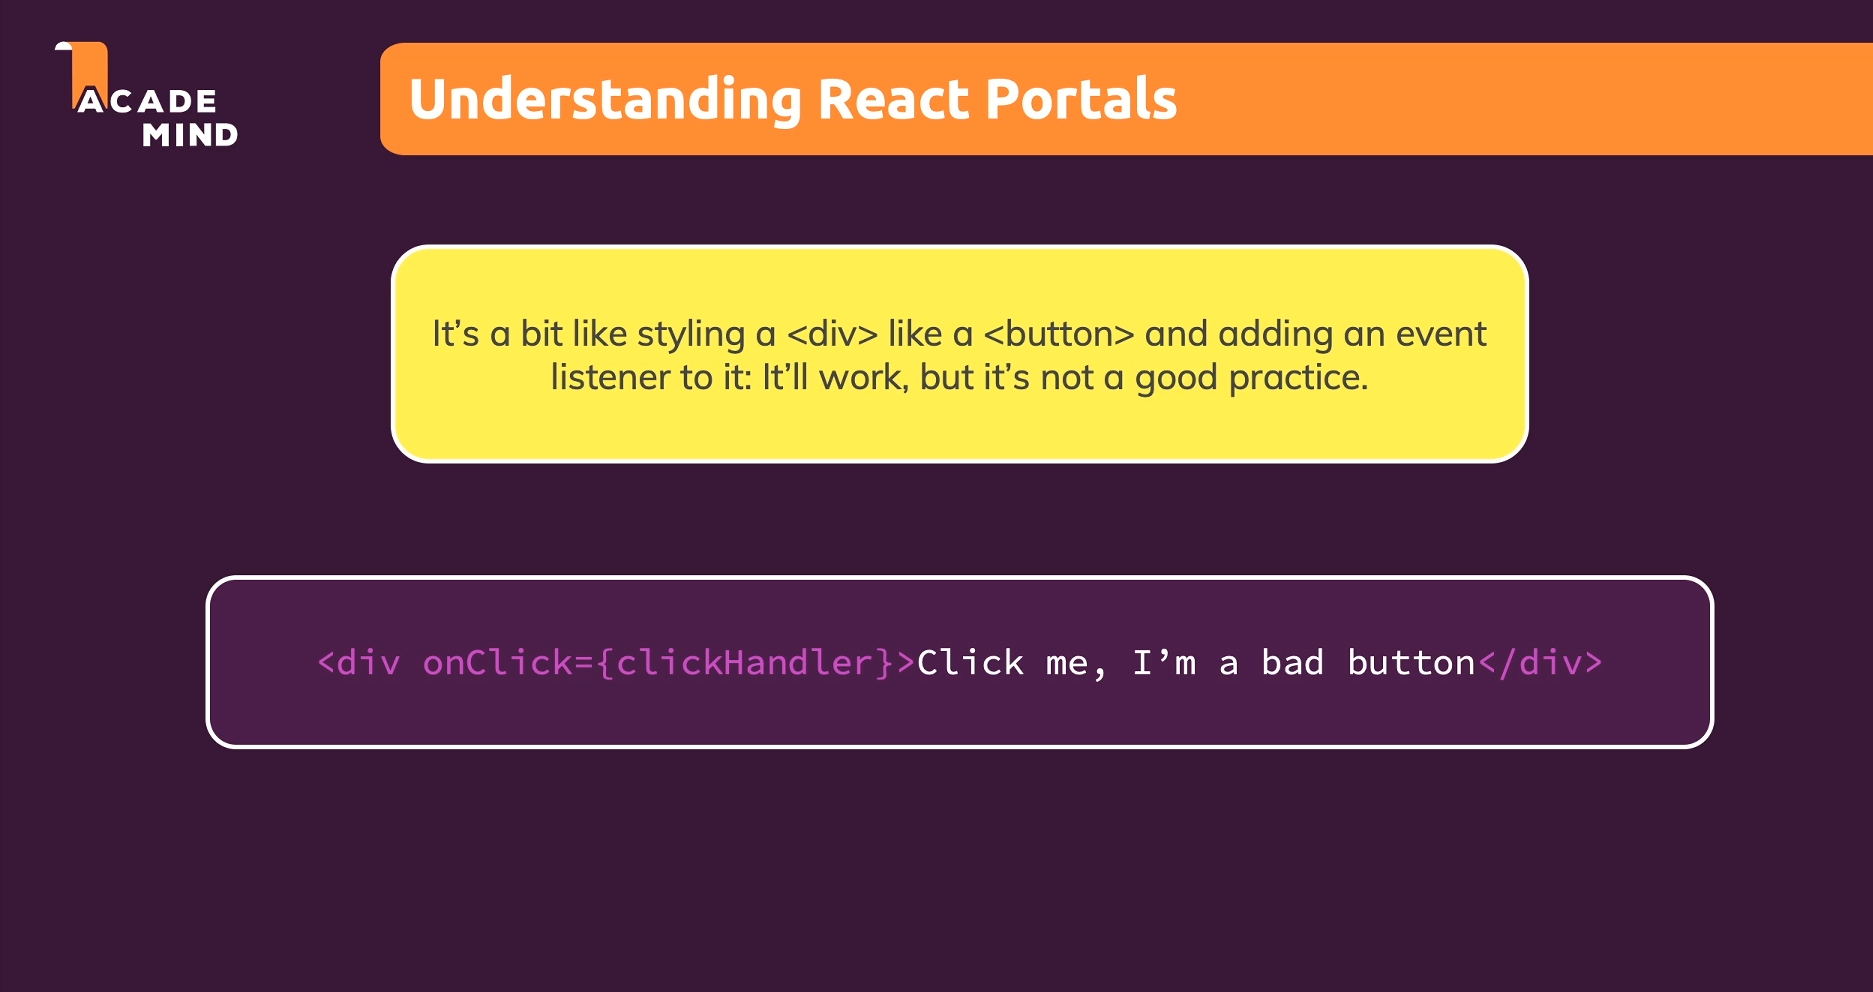 ACADE
MIND
Understanding React Portals
It’s a bit like styling a <div> like a <button> and adding an event
listener to it: It’ll work, but it’s not a good practice.
<div onClick={clickHandler}>Click me, I’m a bad button</div>